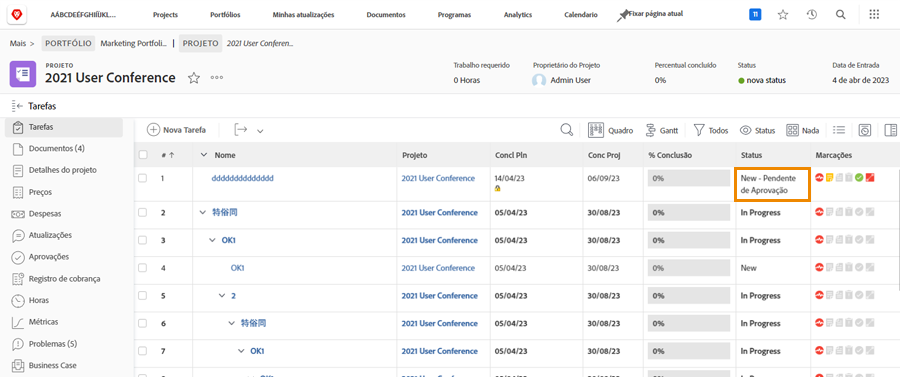 AÁBCDEÉFGHIÍÏJKL... Projects Portfólios Minhas atualizações Documentos Programas Analytics Calendario Fixar página atual 11
Mais > PORTFÓLIO Marketing Portfoli... PROJETO 2021 User Conferen...
PROJETO
2021 User Conference
Trabalho requerido Proprietário do Projeto Percentual concluído Status Data de Entrada
0 Horas Admin User 0% nova status 4 de abr de 2023
Tarefas
Tarefas
Documentos (4)
Detalhes do projeto
Preços
Despesas
Atualizações
Aprovações
Registro de cobrança
Horas
Métricas
Problemas (5)
Business Case
Nova Tarefa Quadro Gantt Todos Status Nada
# Nome Projeto Concl Pln Conc Proj % Conclusão Status Marcações
1 dddddddddddddd 2021 User Conference 14/04/23 06/09/23 0% New - Pendente de Aprovação
2 特俗同 2021 User Conference 05/04/23 30/08/23 0% In Progress
3 OK1 2021 User Conference 05/04/23 30/08/23 0% In Progress
4 OK1 2021 User Conference 05/04/23 30/08/23 0% New
5 2 2021 User Conference 05/04/23 30/08/23 0% In Progress
6 特俗同 2021 User Conference 05/04/23 30/08/23 0% In Progress
7 OK1 2021 User Conference 05/04/23 30/08/23 0% In Progress